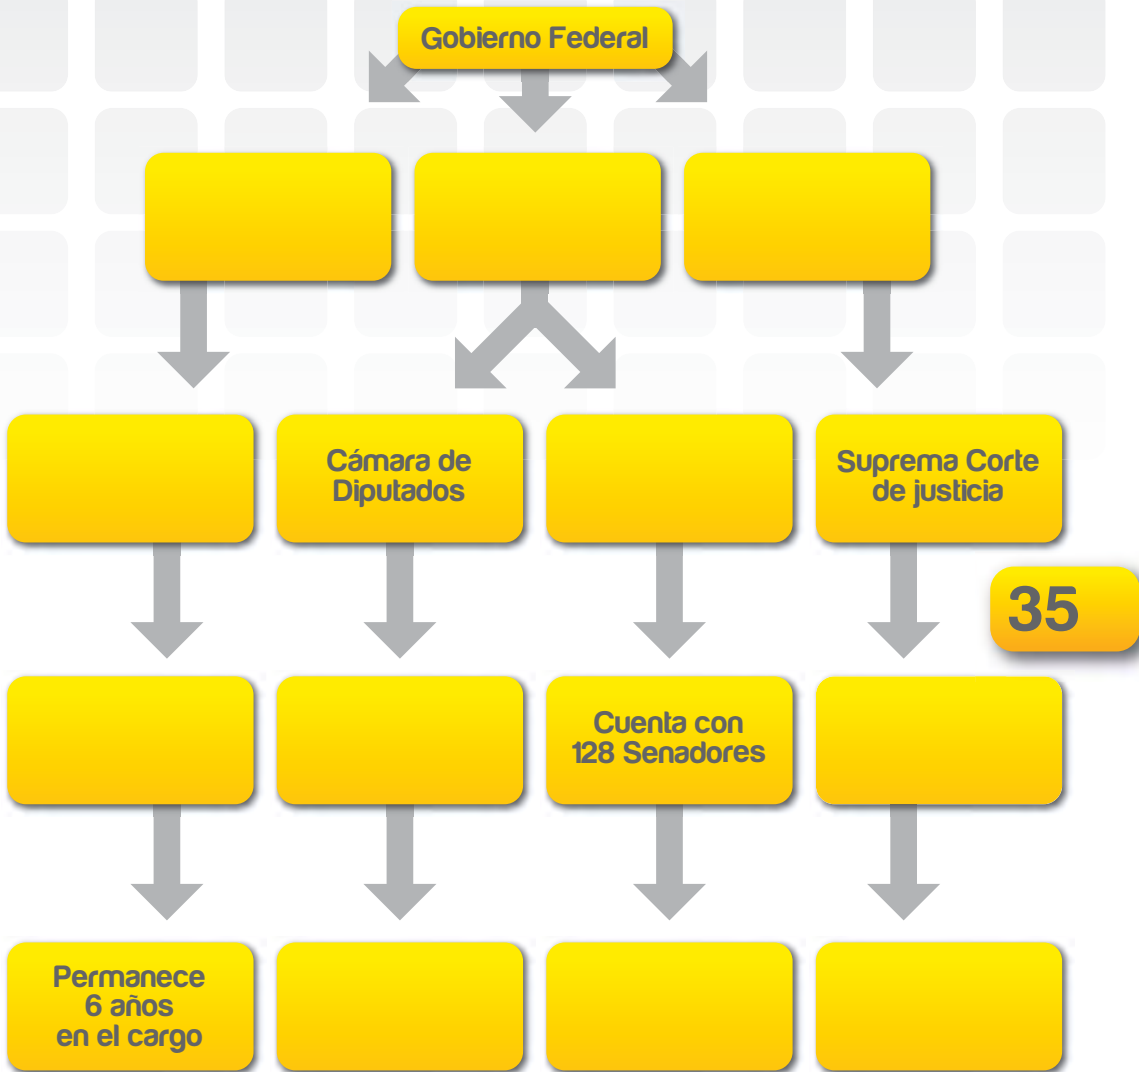 Gobierno Federal
Cámara de
Diputados
Suprema Corte
de justicia
35
Cuenta con
128 Senadores
Permanece
6 años
en el cargo